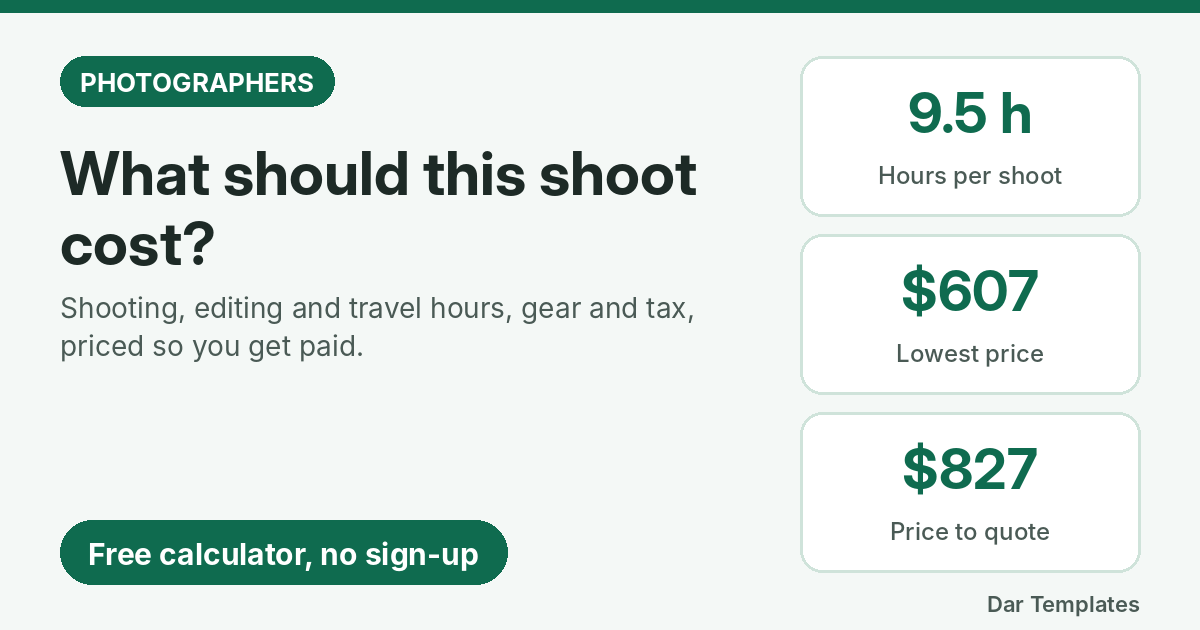 PHOTOGRAPHERS
What should this shoot
cost?
Shooting, editing and travel hours, gear and tax,
priced so you get paid.
Free calculator, no sign-up
9.5 h
Hours per shoot
$607
Lowest price
$827
Price to quote
Dar Templates